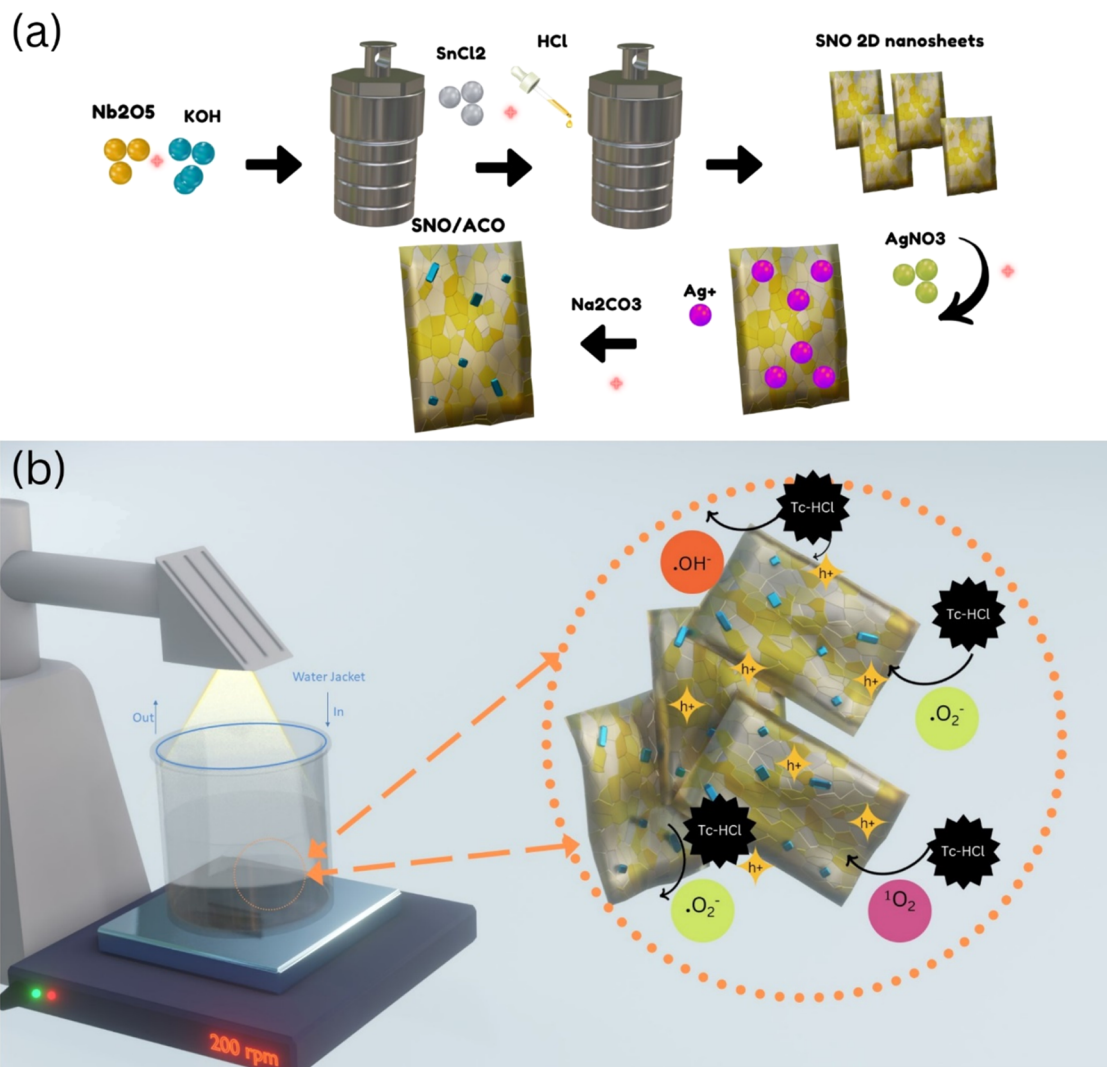 (a)
SnCl2
HCl
SNO 2D nanosheets
Nb2O5
KOH
SNO/ACO
AgNO3
Ag+
Na2CO3
(b)
Tc-HCl
.OH⁻
h+
Tc-HCl
h+
h+
h+
.O₂⁻
Water Jacket
Out
In
h+
h+
Tc-HCl
Tc-HCl
h+
.O₂⁻
¹O₂
200 rpm